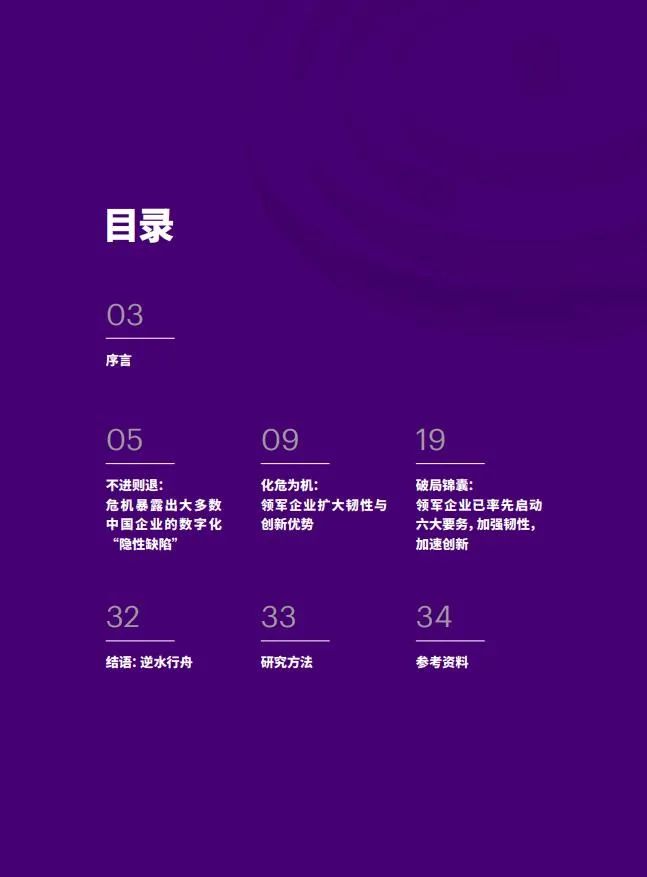 目录
03
序言
05
不进则退：
危机暴露出大多数
中国企业的数字化
“隐性缺陷”
09
化危为机：
领军企业扩大韧性与
创新优势
19
破局锦囊：
领军企业已率先启动
六大要务，加强韧性，
加速创新
32
结语：逆水行舟
33
研究方法
34
参考资料